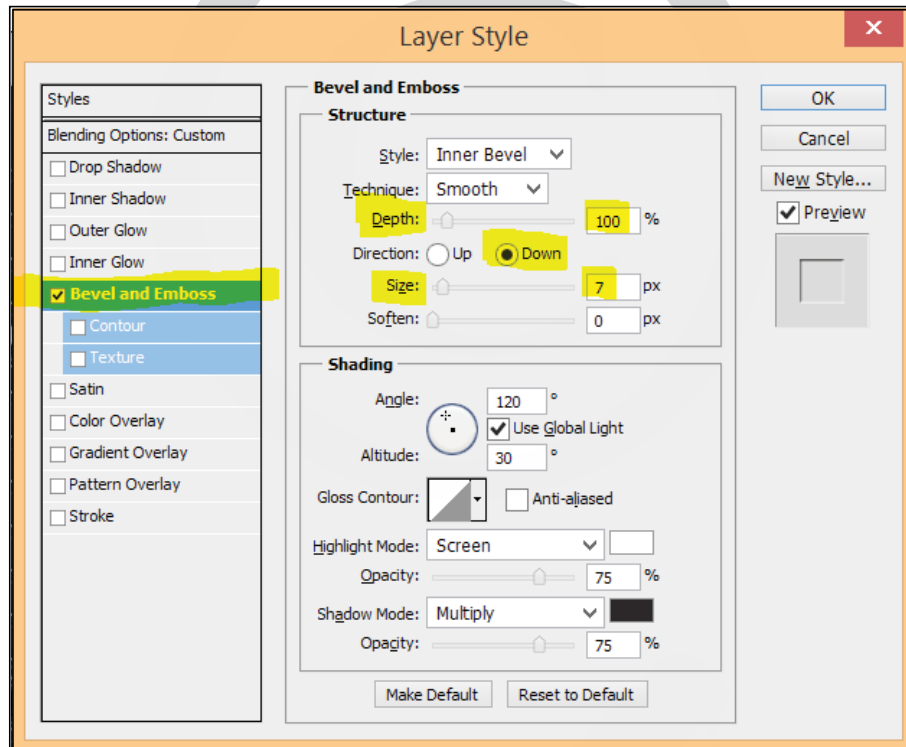 Layer Style
x
Styles
Blending Options: Custom
Drop Shadow
Inner Shadow
Outer Glow
Inner Glow
Bevel and Emboss
Contour
Texture
Satin
Color Overlay
Gradient Overlay
Pattern Overlay
Stroke
Bevel and Emboss
Structure
Style: Inner Bevel
Technique: Smooth
Depth: 100 %
Direction: Up Down
Size: 7 px
Soften: 0 px
Shading
Angle: 120 °
Use Global Light
Altitude: 30 °
Gloss Contour: Anti-aliased
Highlight Mode: Screen
Opacity: 75 %
Shadow Mode: Multiply
Opacity: 75 %
Make Default Reset to Default
OK
Cancel
New Style...
Preview